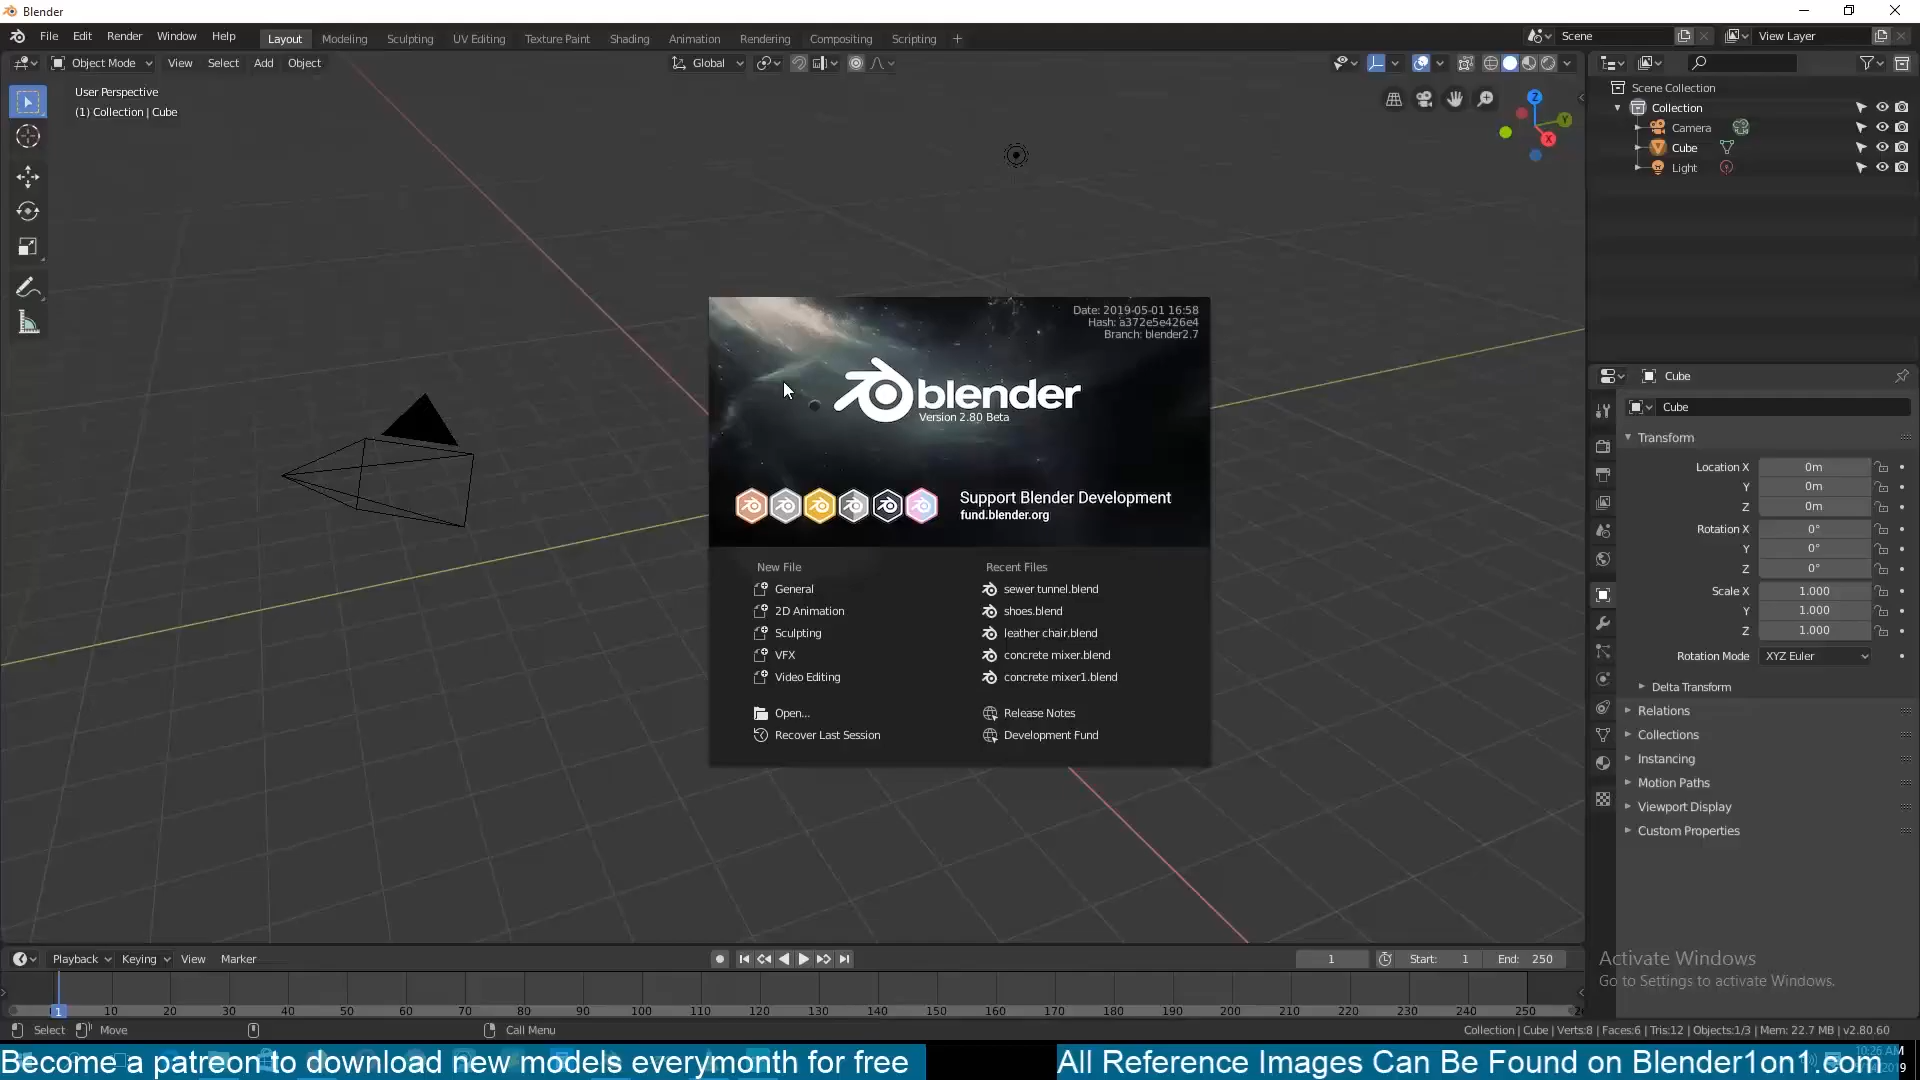 Blender
File Edit Render Window Help
Layout Modeling Sculpting UV Editing Texture Paint Shading Animation Rendering Compositing Scripting +
Scene
View Layer
Object Mode View Select Add Object
Global
User Perspective
(1) Collection | Cube
Z
Y
X
Scene Collection
Collection
Camera
Cube
Light
Date: 2019-05-01 16:58
Hash: a372e5e426e4
Branch: blender2.7
blender
Version 2.80 Beta
Support Blender Development
fund.blender.org
New File
General
2D Animation
Sculpting
VFX
Video Editing
Open...
Recover Last Session
Recent Files
sewer tunnel.blend
shoes.blend
leather chair.blend
concrete mixer.blend
concrete mixer1.blend
Release Notes
Development Fund
Cube
Cube
Transform
Location X 0m
Y 0m
Z 0m
Rotation X 0°
Y 0°
Z 0°
Scale X 1.000
Y 1.000
Z 1.000
Rotation Mode XYZ Euler
Delta Transform
Relations
Collections
Instancing
Motion Paths
Viewport Display
Custom Properties
Activate Windows
Go to Settings to activate Windows.
Playback Keying View Marker
1 Start: 1 End: 250
1 10 20 30 40 50 60 70 80 90 100 110 120 130 140 150 160 170 180 190 200 210 220 230 240 250
Select Move Call Menu
Collection | Cube | Verts:8 | Faces:6 | Tris:12 | Objects:1/3 | Mem: 22.7 MB | v2.80.60
Become a patreon to download new models everymonth for free
All Reference Images Can Be Found on Blender1on1.com
10:26 AM